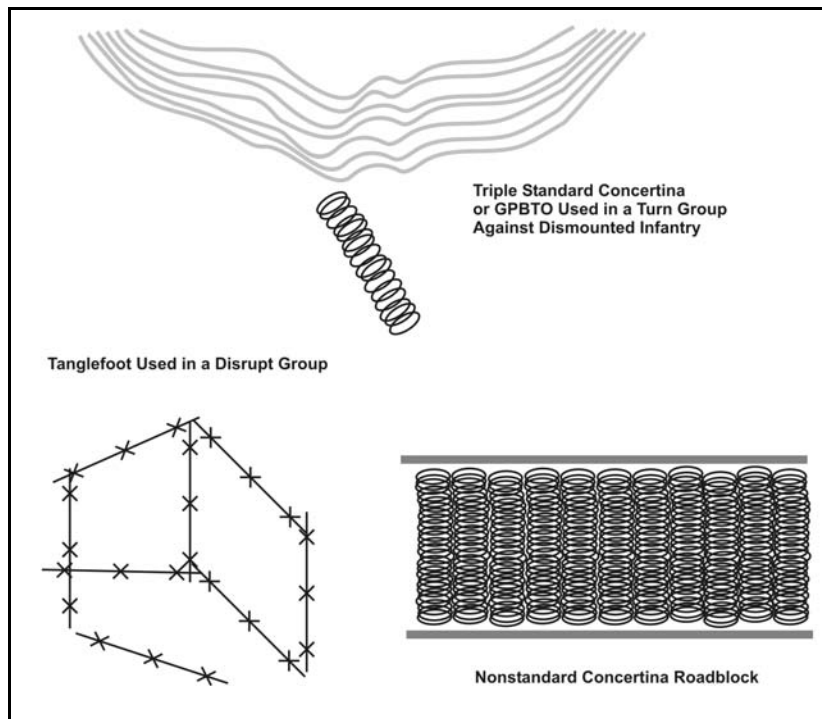 Triple Standard Concertina
or GPBTO Used in a Turn Group
Against Dismounted Infantry
Tanglefoot Used in a Disrupt Group
Nonstandard Concertina Roadblock